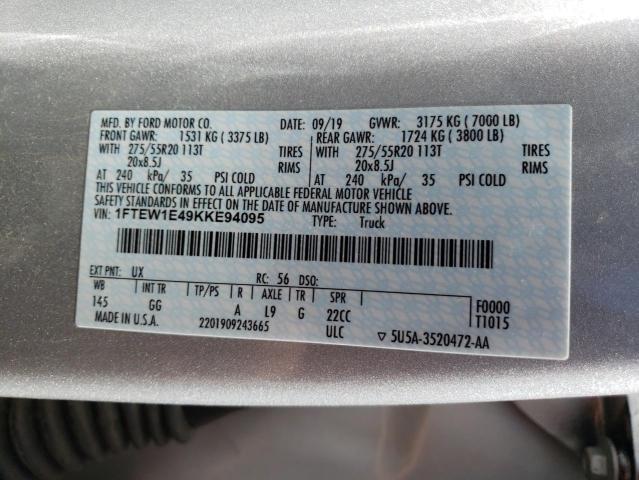 MFD. BY FORD MOTOR CO. DATE: 09/19 GVWR: 3175 KG ( 7000 LB)
FRONT GAWR: 1531 KG ( 3375 LB) REAR GAWR: 1724 KG ( 3800 LB)
WITH 275/55R20 113T TIRES WITH 275/55R20 113T TIRES
20x8.5J RIMS 20x8.5J RIMS
AT 240 kPa/ 35 PSI COLD AT 240 kPa/ 35 PSI COLD
THIS VEHICLE CONFORMS TO ALL APPLICABLE FEDERAL MOTOR VEHICLE
SAFETY STANDARDS IN EFFECT ON THE DATE OF MANUFACTURE SHOWN ABOVE.
VIN: 1FTEW1E49KKE94095 TYPE: Truck
EXT PNT: UX RC: 56 DSO:
WB INT TR TP/PS R AXLE TR SPR F0000
145 GG A L9 G 22CC T1015
MADE IN U.S.A. 2201909243665 ULC ▽ 5U5A-3520472-AA